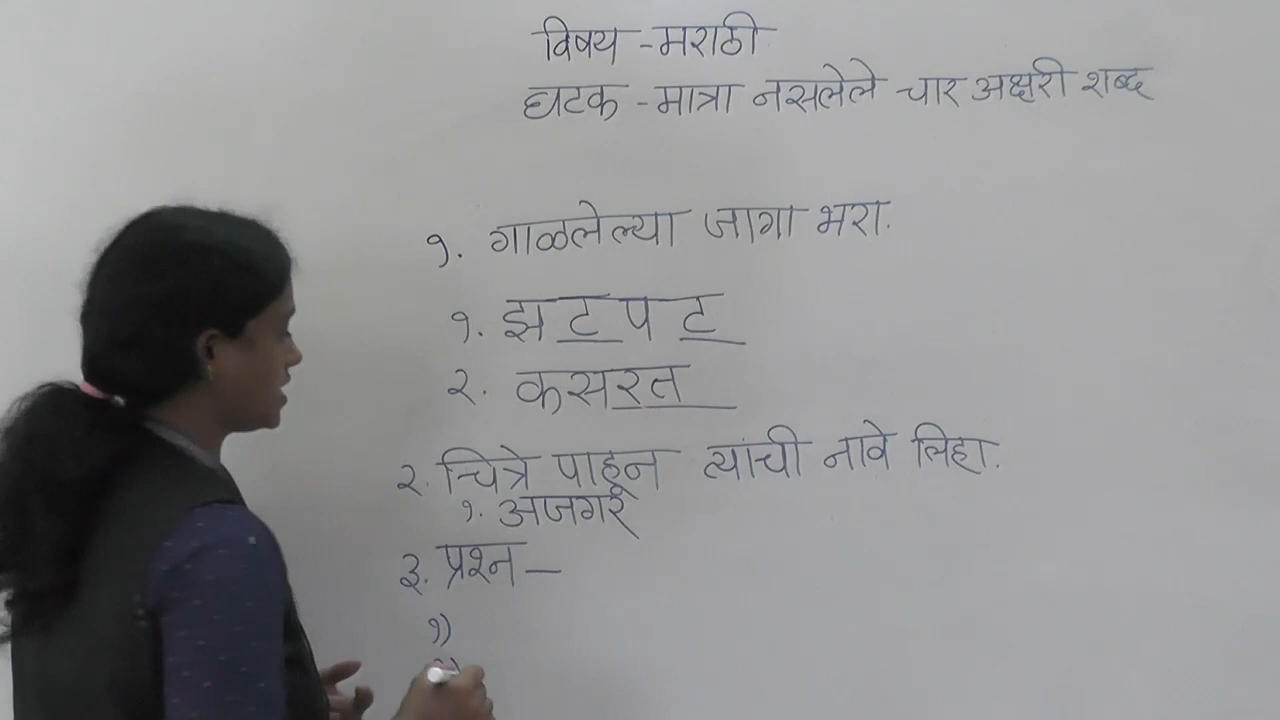 विषय - मराठी
घटक - मात्रा नसलेले चार अक्षरी शब्द
१. गाळलेल्या जागा भरा.
१. झटपट
२. कसरत
२. चित्रे पाहून त्यांची नावे लिहा.
१. अजगर
३. प्रश्न —
१)